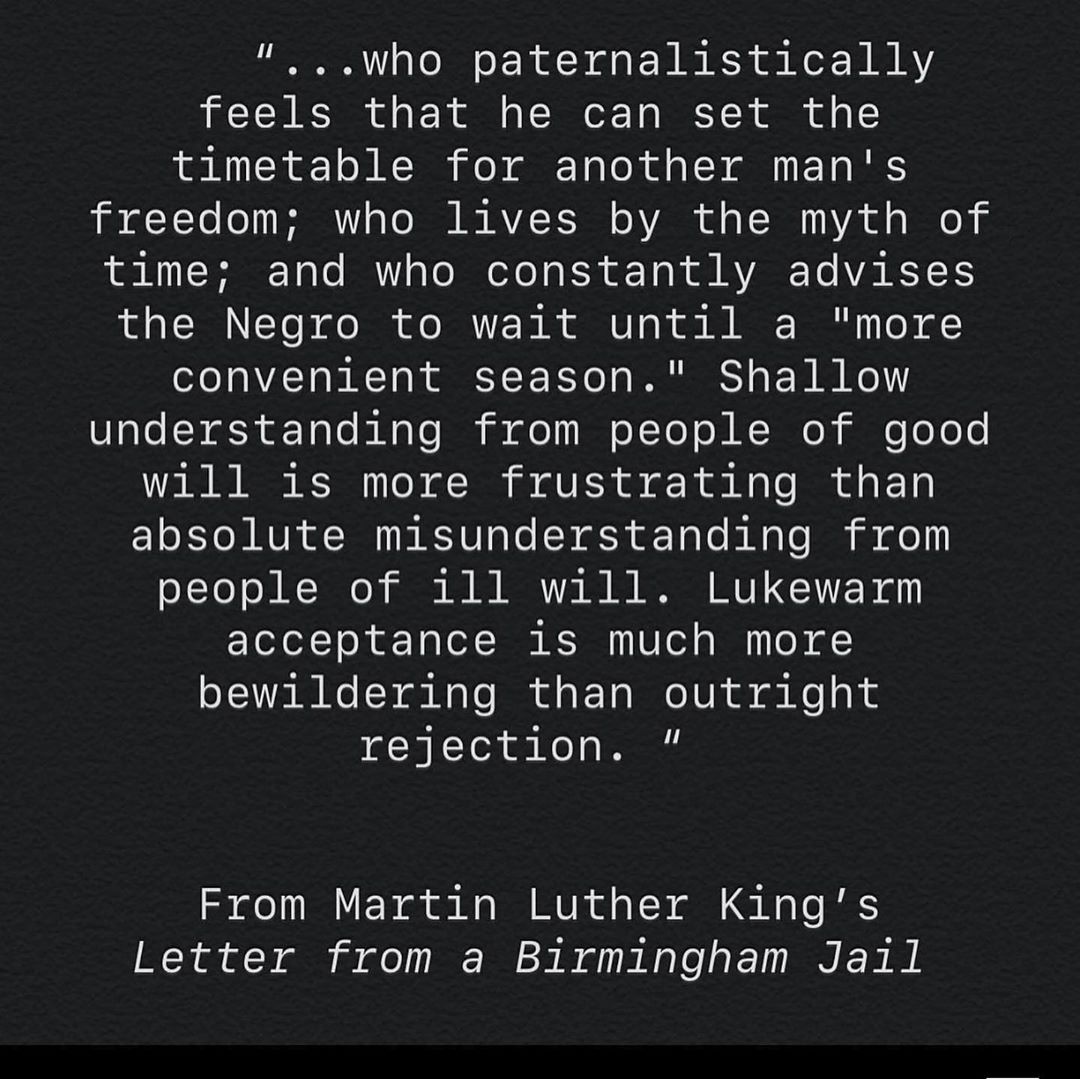 "...who paternalistically
feels that he can set the
timetable for another man's
freedom; who lives by the myth of
time; and who constantly advises
the Negro to wait until a "more
convenient season." Shallow
understanding from people of good
will is more frustrating than
absolute misunderstanding from
people of ill will. Lukewarm
acceptance is much more
bewildering than outright
rejection. "
From Martin Luther King’s
Letter from a Birmingham Jail